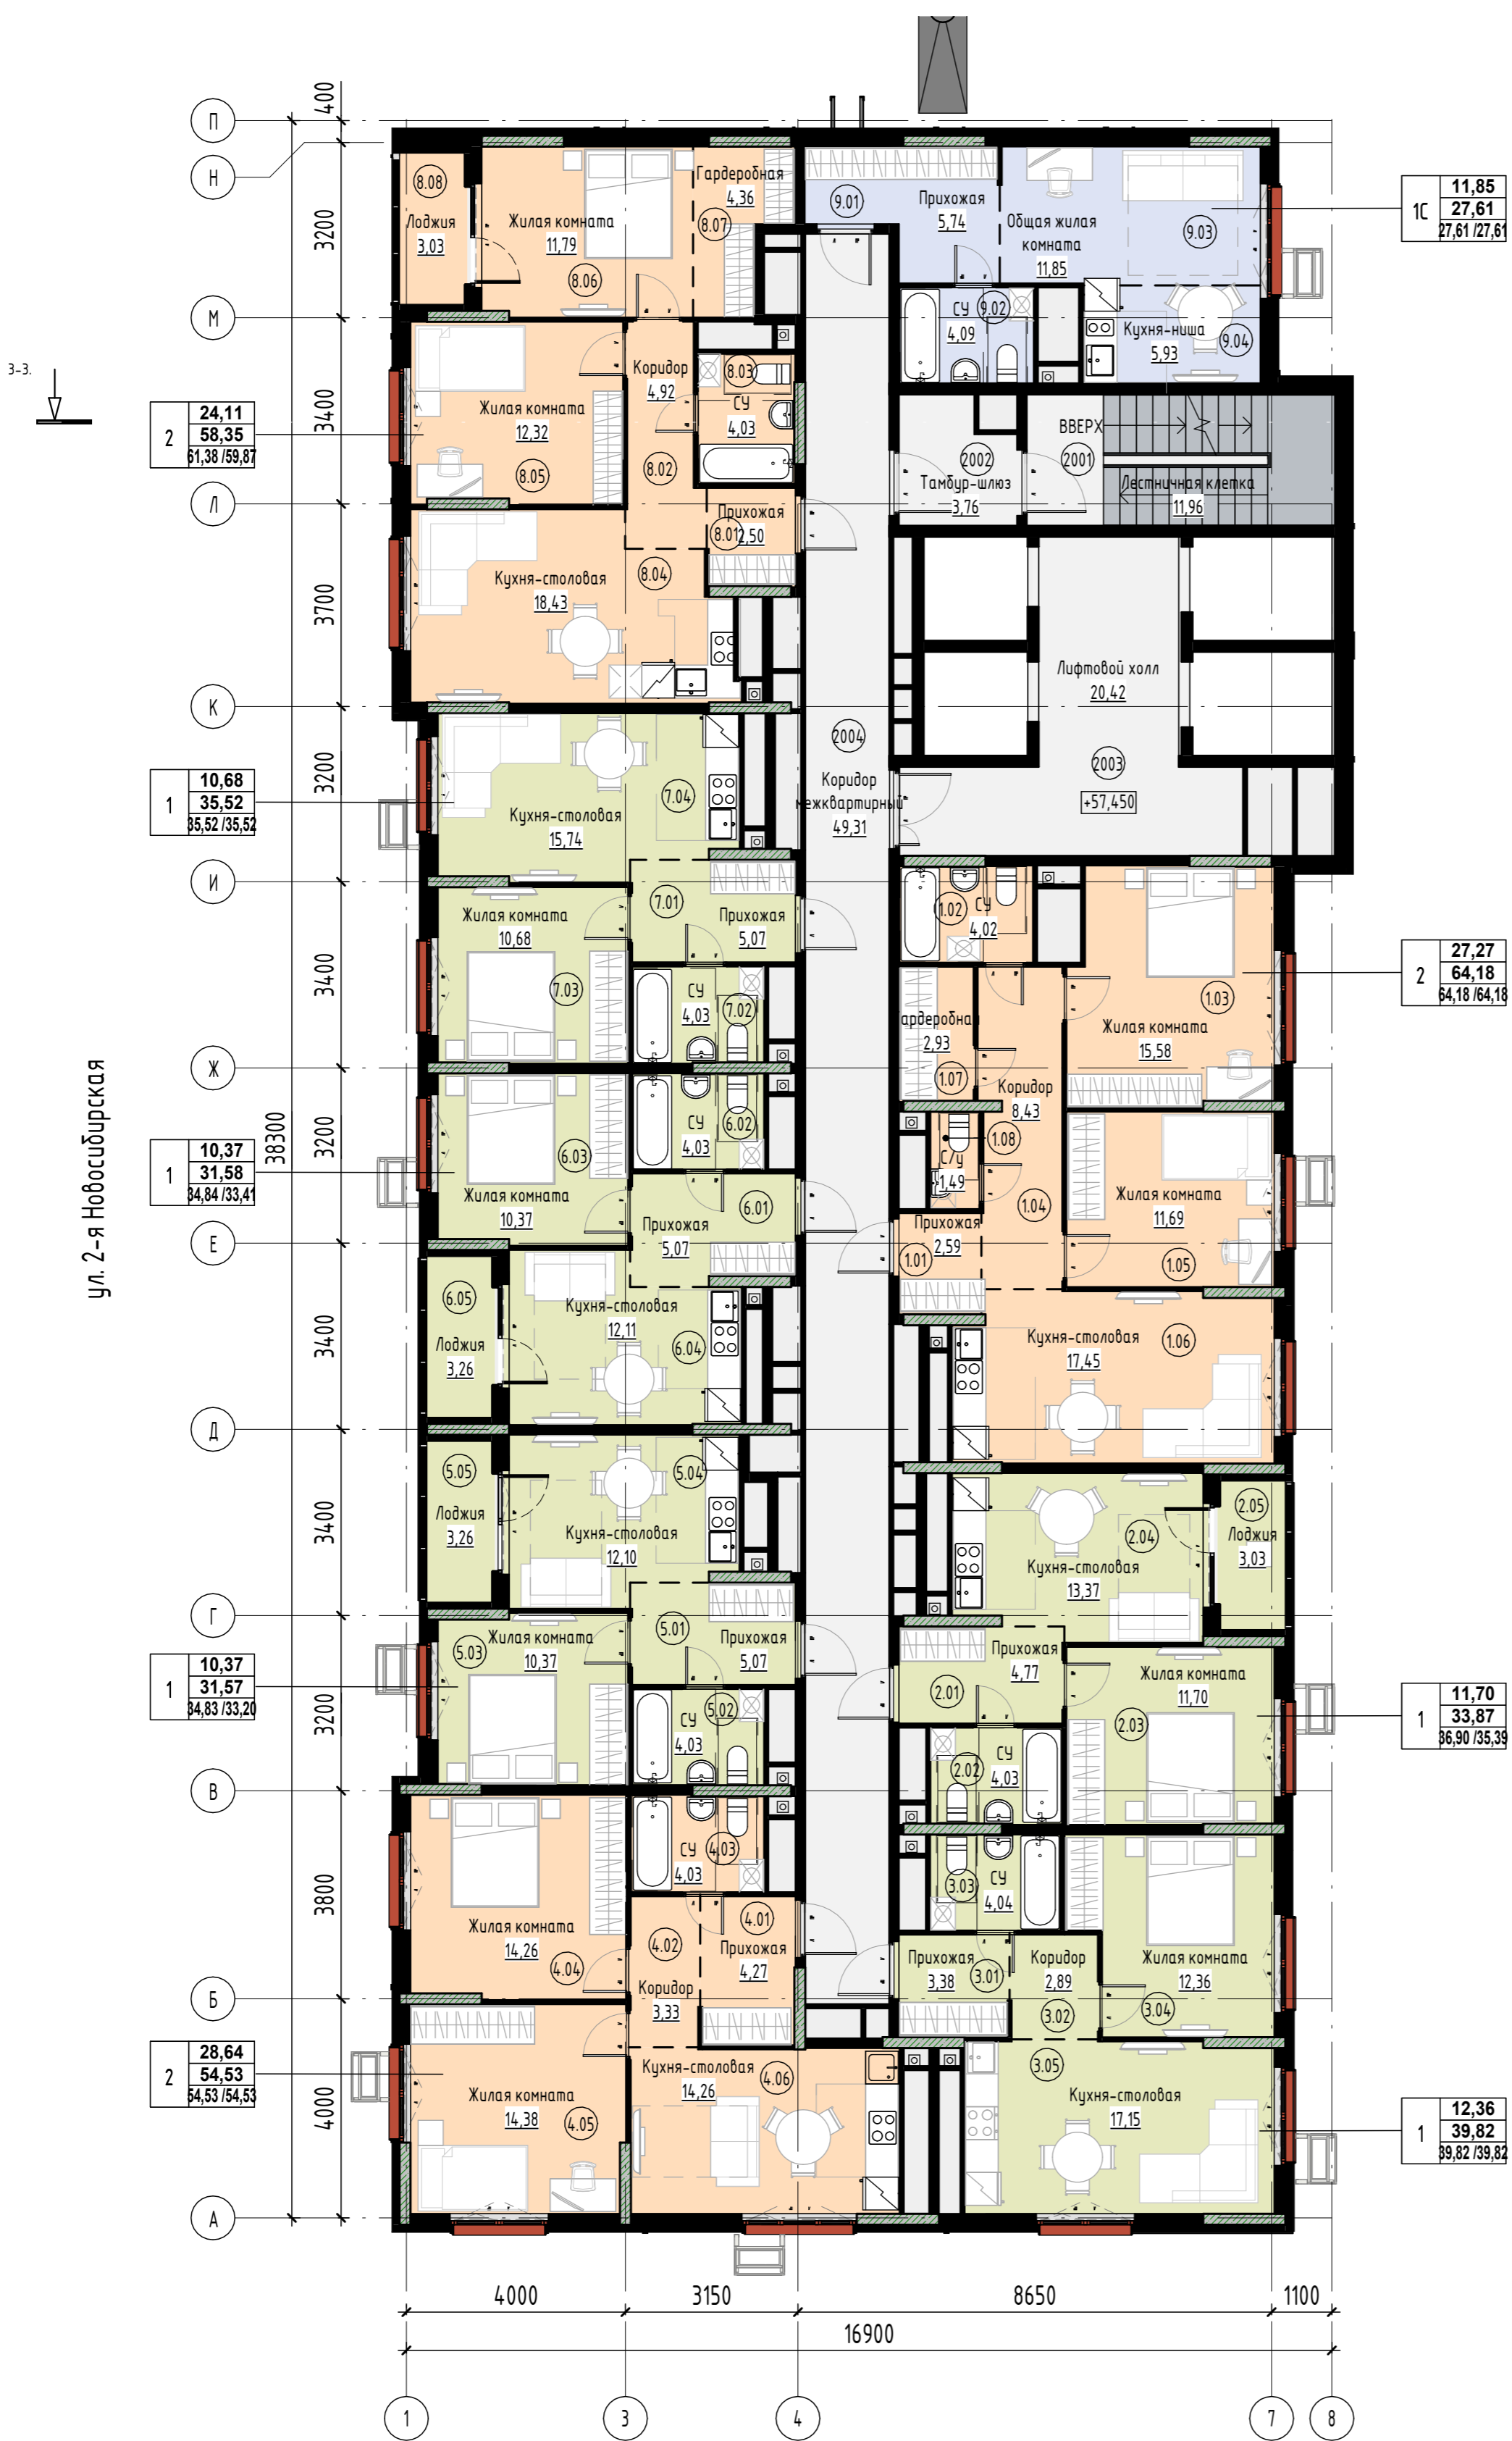 П
Н
М
Л
К
И
Ж
Е
Д
Г
В
Б
А
400
3200
3400
3700
3200
3400
3200
3400
3400
3200
3800
4000
38300
ул. 2-я Новосибирская
3-3.
2
24,11
58,35
61,38 /59,87
1
10,68
35,52
35,52 /35,52
1
10,37
31,58
34,84 /33,41
1
10,37
31,57
34,83 /33,20
2
28,64
54,53
54,53 /54,53
1С
11,85
27,61
27,61 /27,61
2
27,27
64,18
64,18 /64,18
1
11,70
33,87
36,90 /35,39
1
12,36
39,82
39,82 /39,82
8.08
Лоджия
3,03
Жилая комната
11,79
8.06
Гардеробная
4,36
8.07
Жилая комната
12,32
8.05
Коридор
4,92
8.02
8.03
СУ
4,03
Прихожая
8.01
2,50
Кухня-столовая
18,43
8.04
9.01
Прихожая
5,74
Общая жилая
комната
11,85
9.03
СУ
9.02
4,09
Кухня-ниша
5,93
9.04
2002
Тамбур-шлюз
3,76
ВВЕРХ
2001
Лестничная клетка
11,96
Лифтовой холл
20,42
2003
+57,450
2004
Коридор
межквартирный
49,31
7.04
Кухня-столовая
15,74
7.01
Прихожая
5,07
Жилая комната
10,68
7.03
СУ
4,03
7.02
СУ
4,03
6.02
6.03
Жилая комната
10,37
6.01
Прихожая
5,07
6.05
Лоджия
3,26
Кухня-столовая
12,11
6.04
5.05
Лоджия
3,26
5.04
Кухня-столовая
12,10
5.01
Прихожая
5,07
5.03
Жилая комната
10,37
СУ
4,03
5.02
СУ
4,03
4.03
Жилая комната
14,26
4.04
4.01
Прихожая
4,27
4.02
Коридор
3,33
Жилая комната
14,38
4.05
Кухня-столовая
14,26
4.06
1.02
СУ
4,02
1.03
Жилая комната
15,58
Гардеробная
2,93
1.07
Коридор
8,43
1.08
С/у
1,49
1.04
Прихожая
2,59
1.01
Жилая комната
11,69
1.05
Кухня-столовая
17,45
1.06
2.05
Лоджия
3,03
2.04
Кухня-столовая
13,37
Прихожая
4,77
2.01
Жилая комната
11,70
2.03
СУ
4,03
2.02
3.03
СУ
4,04
Прихожая
3,38
3.01
Коридор
2,89
3.02
Жилая комната
12,36
3.04
3.05
Кухня-столовая
17,15
4000
3150
8650
1100
16900
1
3
4
7
8